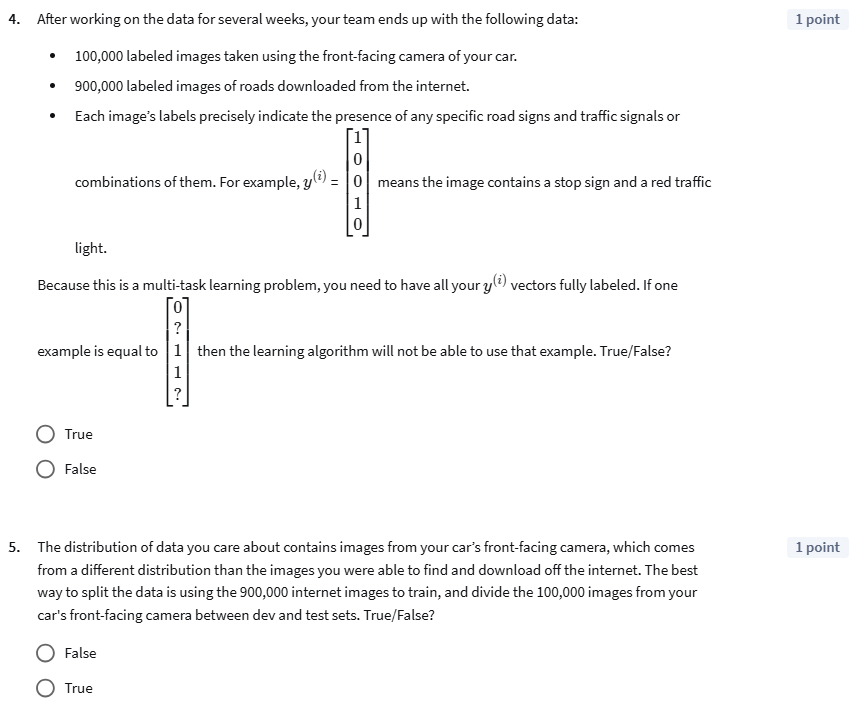 4. After working on the data for several weeks, your team ends up with the following data:
1 point
• 100,000 labeled images taken using the front-facing camera of your car.
• 900,000 labeled images of roads downloaded from the internet.
• Each image's labels precisely indicate the presence of any specific road signs and traffic signals or
combinations of them. For example, y^(i) = [1 0 0 1 0] means the image contains a stop sign and a red traffic
light.
Because this is a multi-task learning problem, you need to have all your y^(i) vectors fully labeled. If one
example is equal to [0 ? 1 1 ?] then the learning algorithm will not be able to use that example. True/False?
True
False
5. The distribution of data you care about contains images from your car's front-facing camera, which comes
1 point
from a different distribution than the images you were able to find and download off the internet. The best
way to split the data is using the 900,000 internet images to train, and divide the 100,000 images from your
car's front-facing camera between dev and test sets. True/False?
False
True